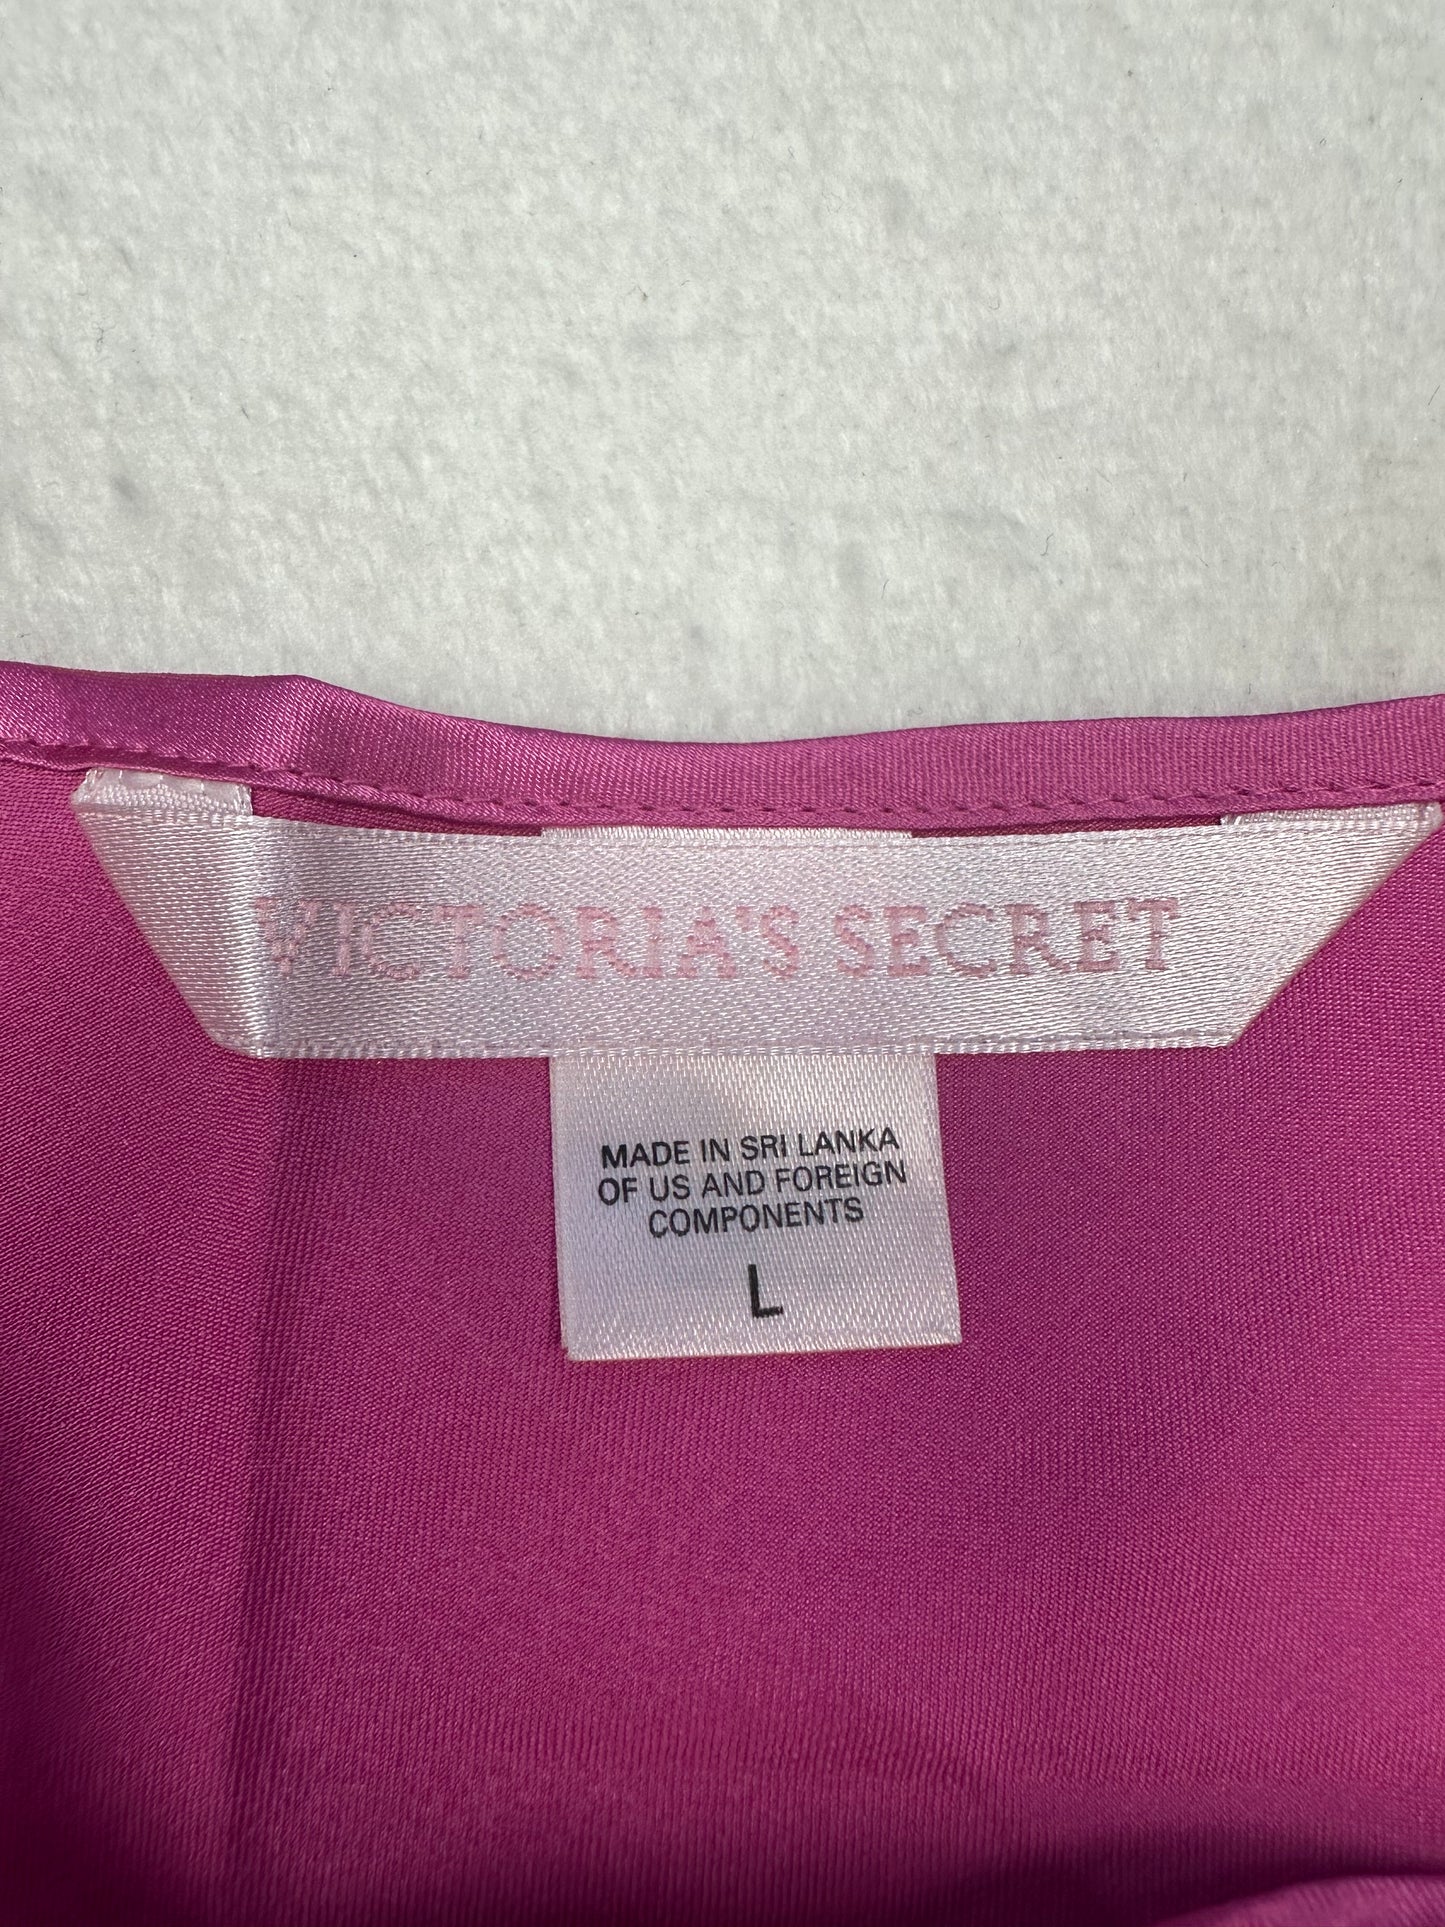 VICTORIA'S SECRET
MADE IN SRI LANKA
OF US AND FOREIGN
COMPONENTS
L